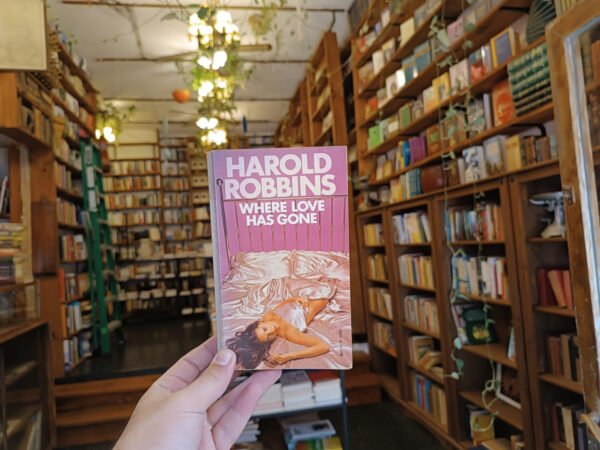 HAROLD
ROBBINS
WHERE LOVE
HAS GONE